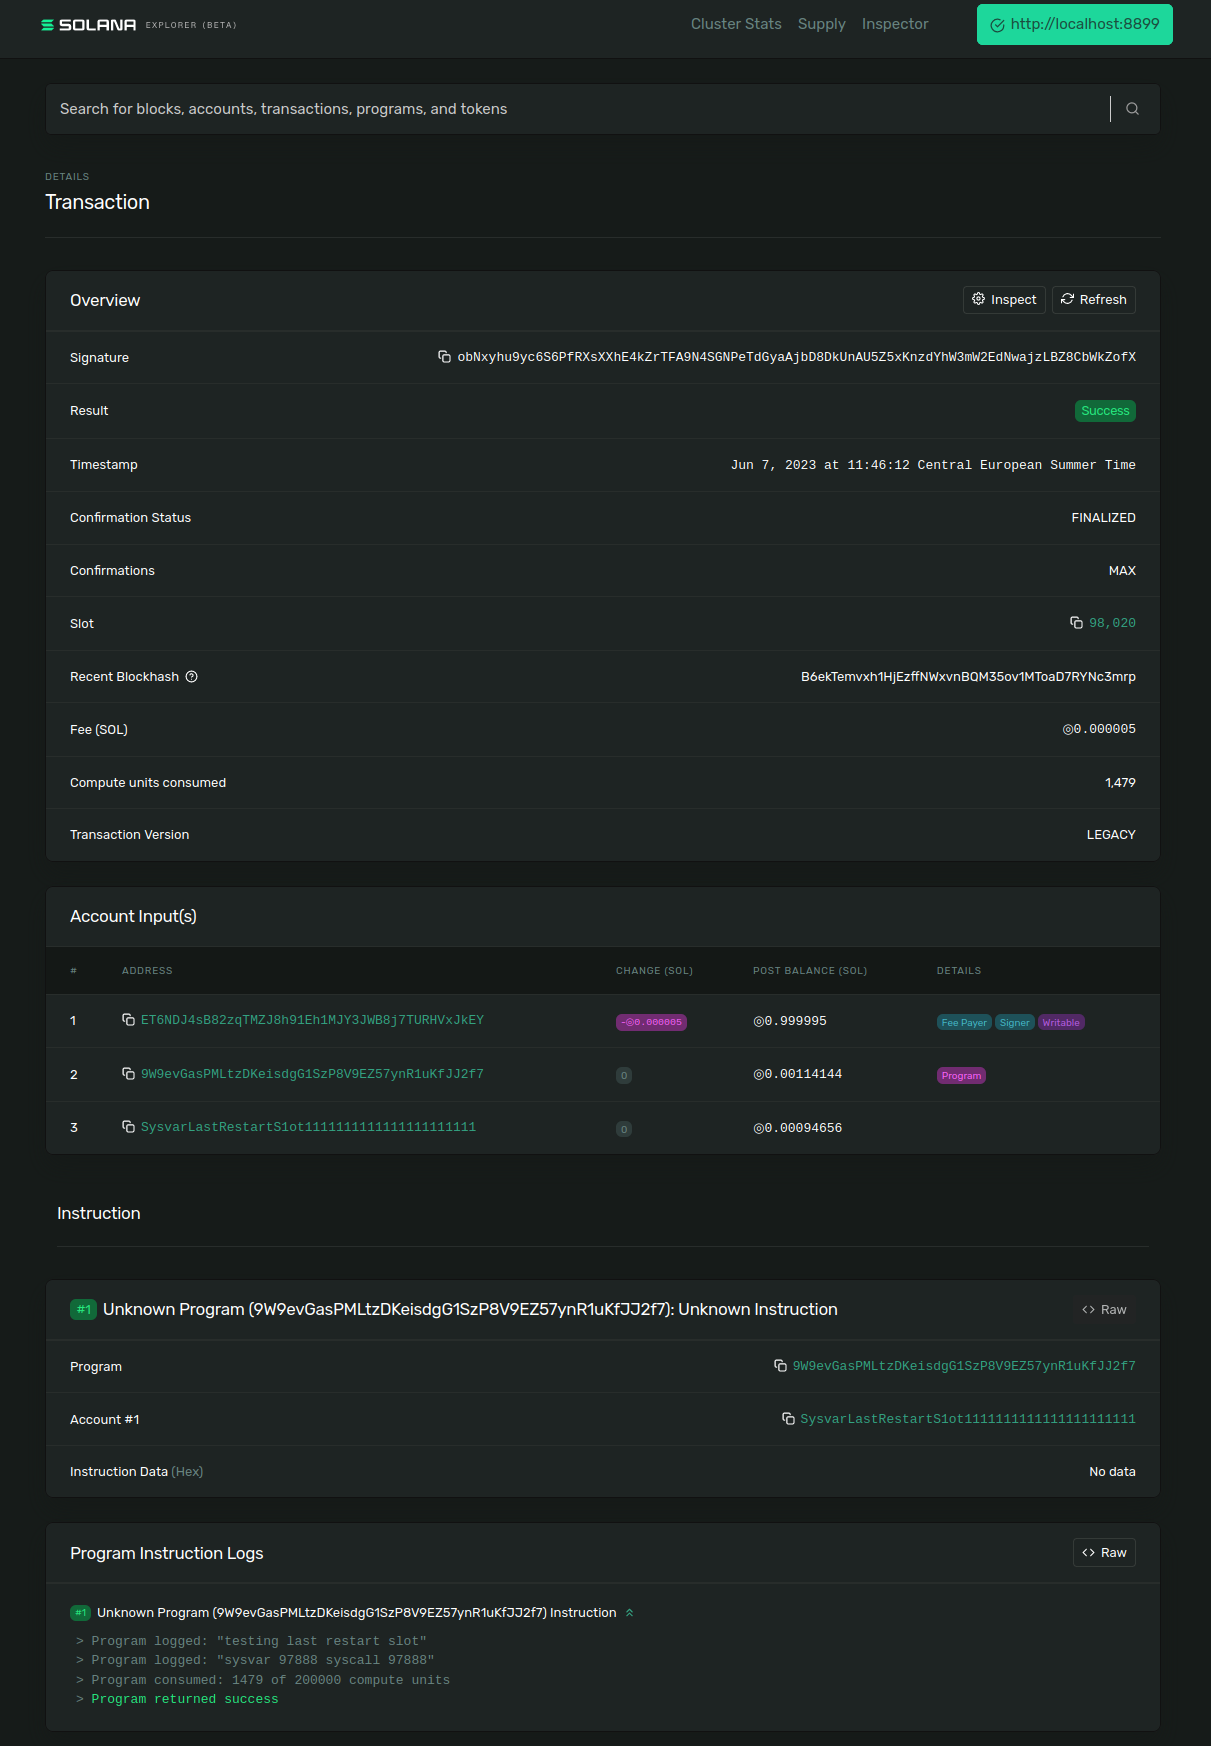 SOLANA EXPLORER (BETA)
Cluster Stats Supply Inspector http://localhost:8899
Search for blocks, accounts, transactions, programs, and tokens
DETAILS
Transaction
Overview Inspect Refresh
Signature obNxyhu9yc6S6PfRXsXXhE4kZrTFA9N4SGNPeTdGyaAjbD8DkUnAU5Z5xKnzdYhW3mW2EdNwajzLBZ8CbWkZofX
Result Success
Timestamp Jun 7, 2023 at 11:46:12 Central European Summer Time
Confirmation Status FINALIZED
Confirmations MAX
Slot 98,020
Recent Blockhash B6ekTemvxh1HjEzffNWxvnBQM35ov1MToaD7RYNc3mrp
Fee (SOL) ◎0.000005
Compute units consumed 1,479
Transaction Version LEGACY
Account Input(s)
# ADDRESS CHANGE (SOL) POST BALANCE (SOL) DETAILS
1 ET6NDJ4sB82zqTMZJ8h91Eh1MJY3JWB8j7TURHVxJkEY -◎0.000005 ◎0.999995 Fee Payer Signer Writable
2 9W9evGasPMLtzDKeisdgG1SzP8V9EZ57ynR1uKfJJ2f7 0 ◎0.00114144 Program
3 SysvarLastRestartS1ot1111111111111111111111 0 ◎0.00094656
Instruction
#1 Unknown Program (9W9evGasPMLtzDKeisdgG1SzP8V9EZ57ynR1uKfJJ2f7): Unknown Instruction Raw
Program 9W9evGasPMLtzDKeisdgG1SzP8V9EZ57ynR1uKfJJ2f7
Account #1 SysvarLastRestartS1ot1111111111111111111111
Instruction Data (Hex) No data
Program Instruction Logs Raw
#1 Unknown Program (9W9evGasPMLtzDKeisdgG1SzP8V9EZ57ynR1uKfJJ2f7) Instruction
> Program logged: "testing last restart slot"
> Program logged: "sysvar 97888 syscall 97888"
> Program consumed: 1479 of 200000 compute units
> Program returned success